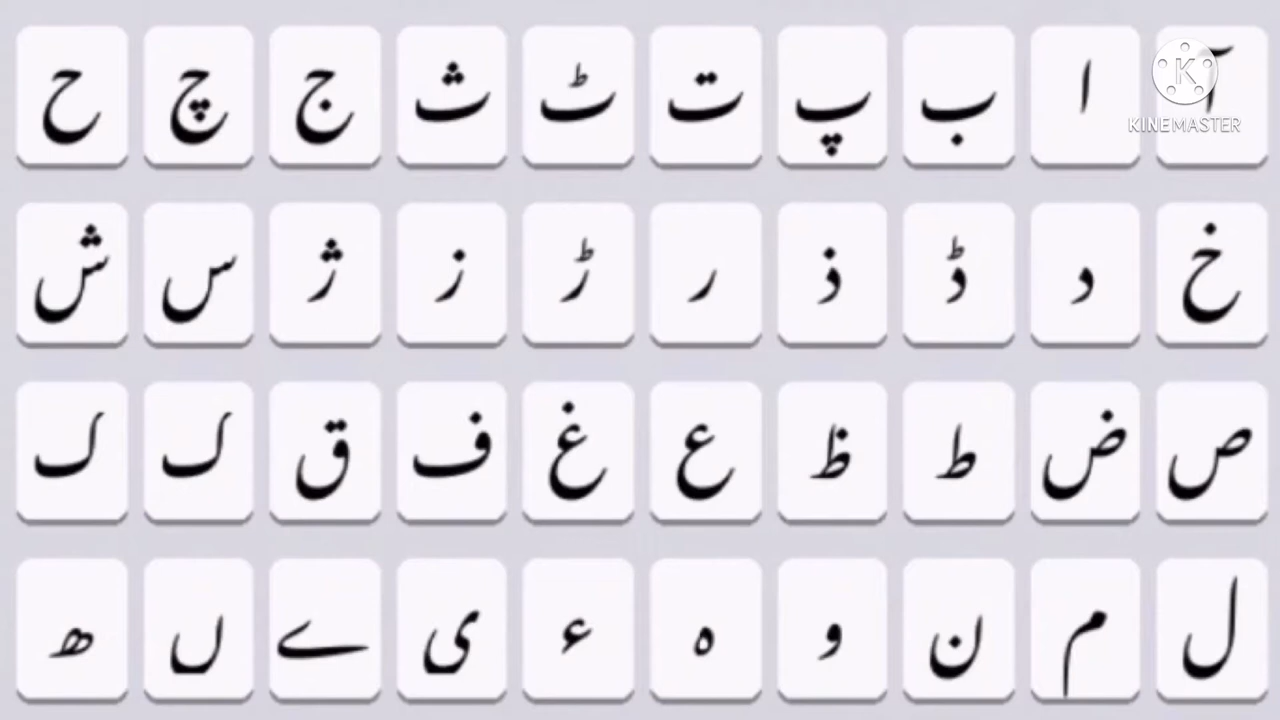 آ ا ب پ ت ٹ ث ج چ ح
خ د ڈ ذ ر ڑ ز ژ س ش
ص ض ط ظ ع غ ف ق ک ک
ل م ن و ہ ء ی ے ں ھ
KINEMASTER